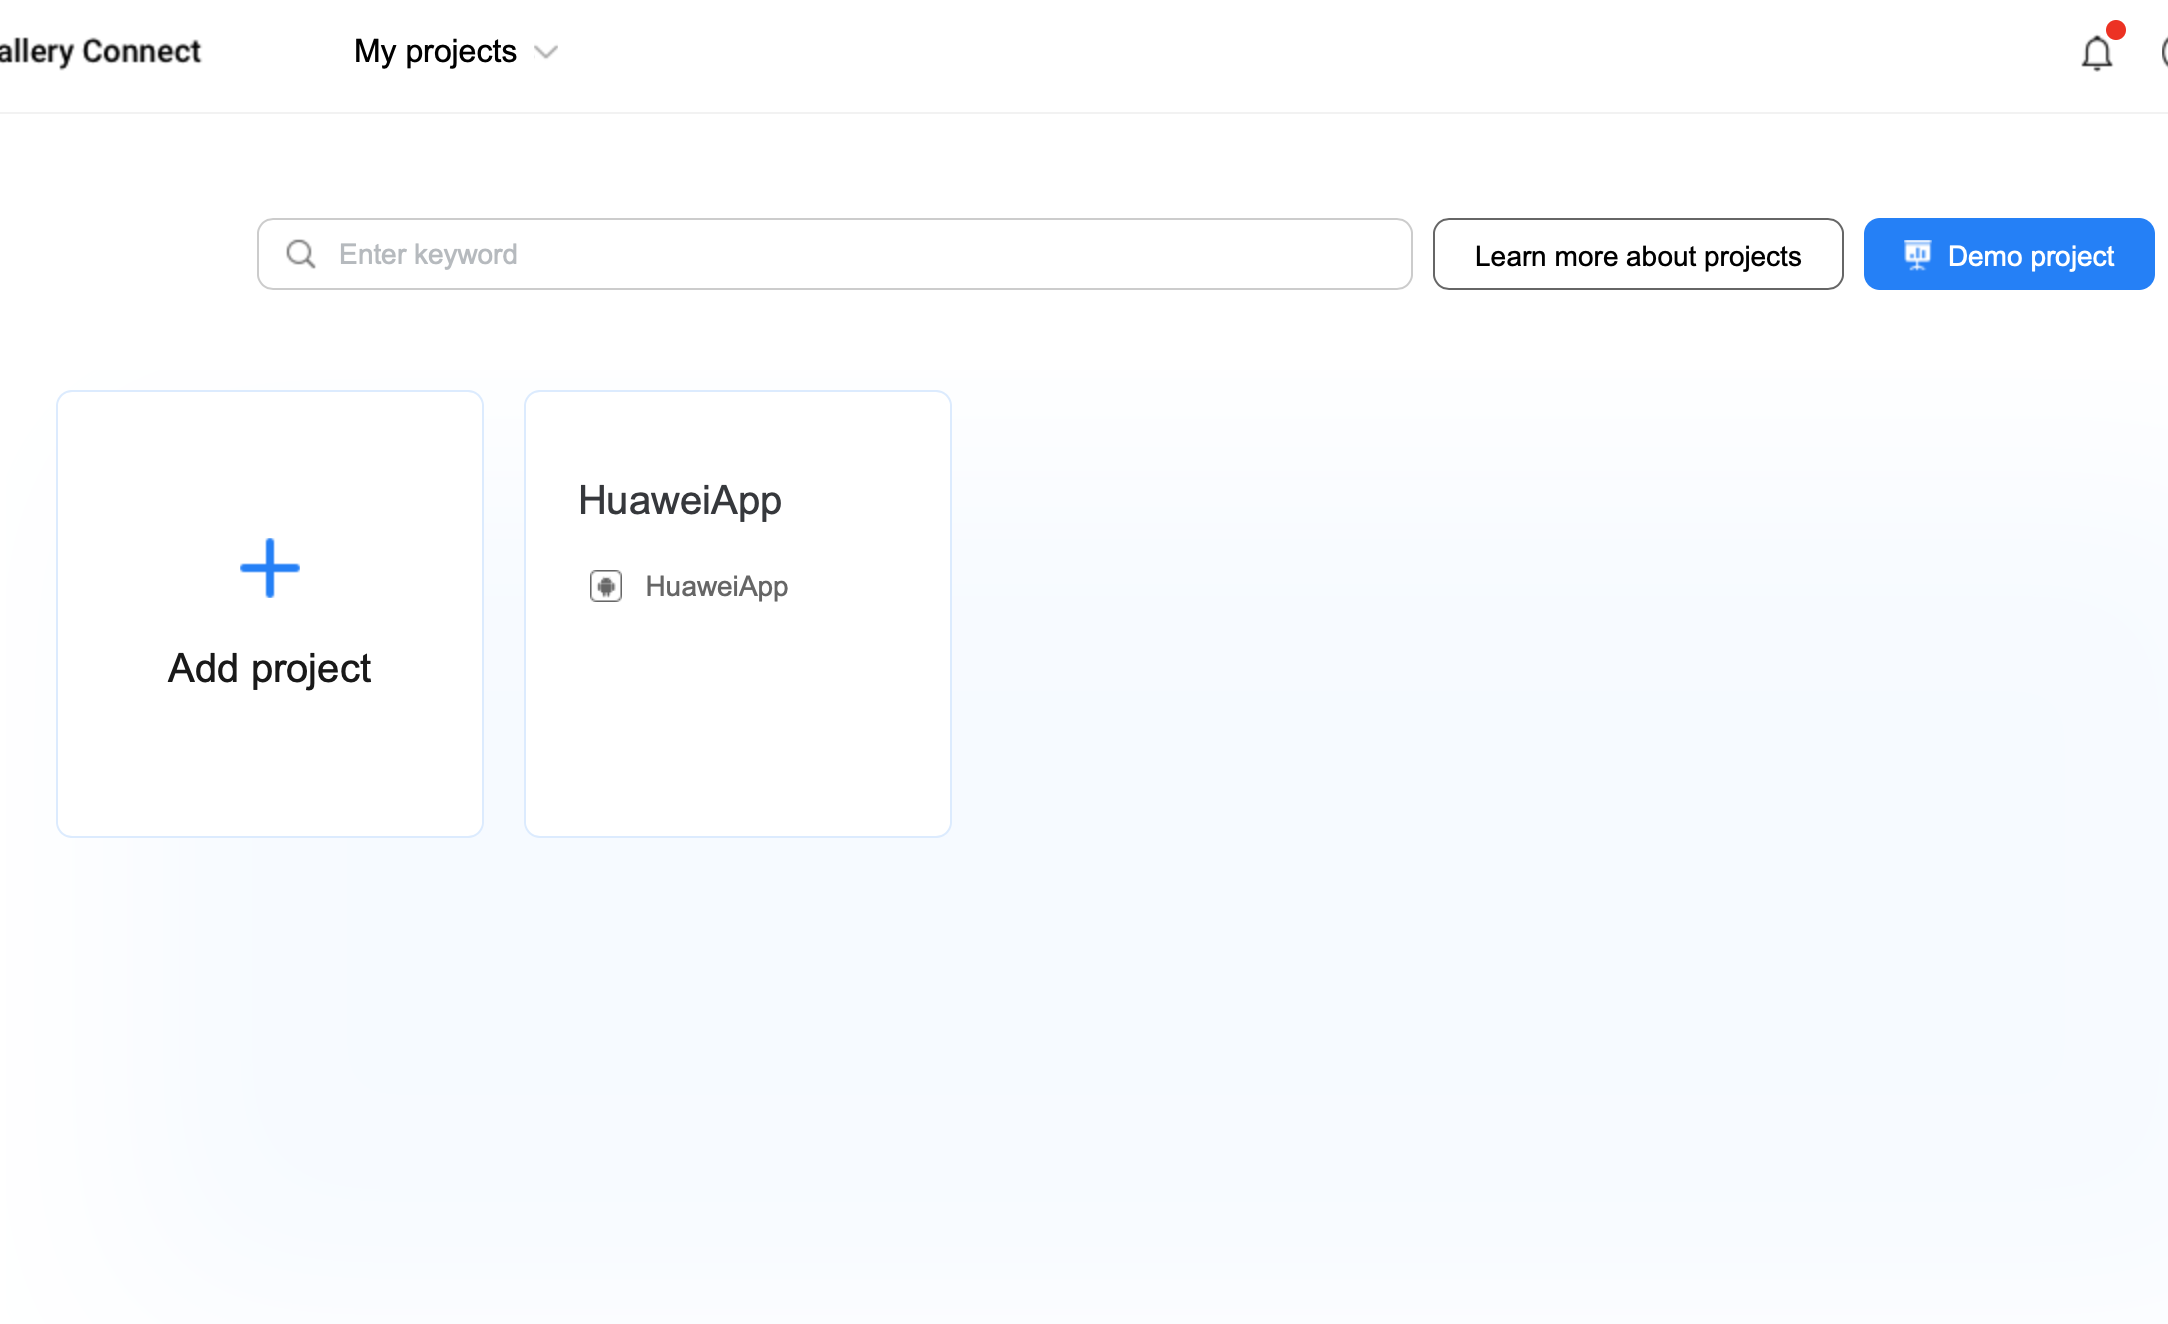 allery Connect
My projects
Enter keyword
Learn more about projects
Demo project
Add project
HuaweiApp
HuaweiApp